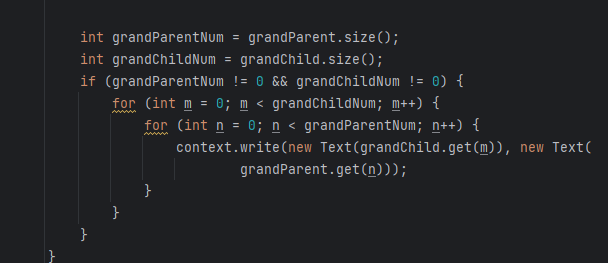 int grandParentNum = grandParent.size();
int grandChildNum = grandChild.size();
if (grandParentNum != 0 && grandChildNum != 0) {
for (int m = 0; m < grandChildNum; m++) {
for (int n = 0; n < grandParentNum; n++) {
context.write(new Text(grandChild.get(m)), new Text(
grandParent.get(n)));
}
}
}
}